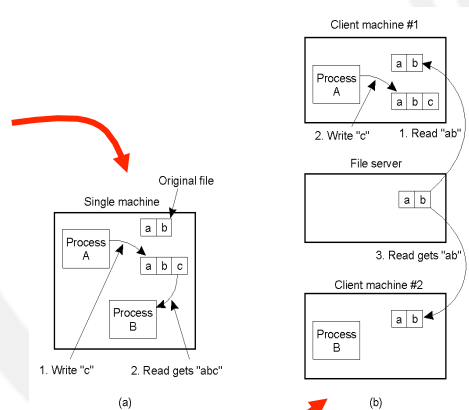 Original file
Single machine
a b
Process
A
a b c
Process
B
1. Write "c"
2. Read gets "abc"
(a)
Client machine #1
a b
Process
A
a b c
2. Write "c"
1. Read "ab"
File server
a b
3. Read gets "ab"
Client machine #2
a b
Process
B
(b)